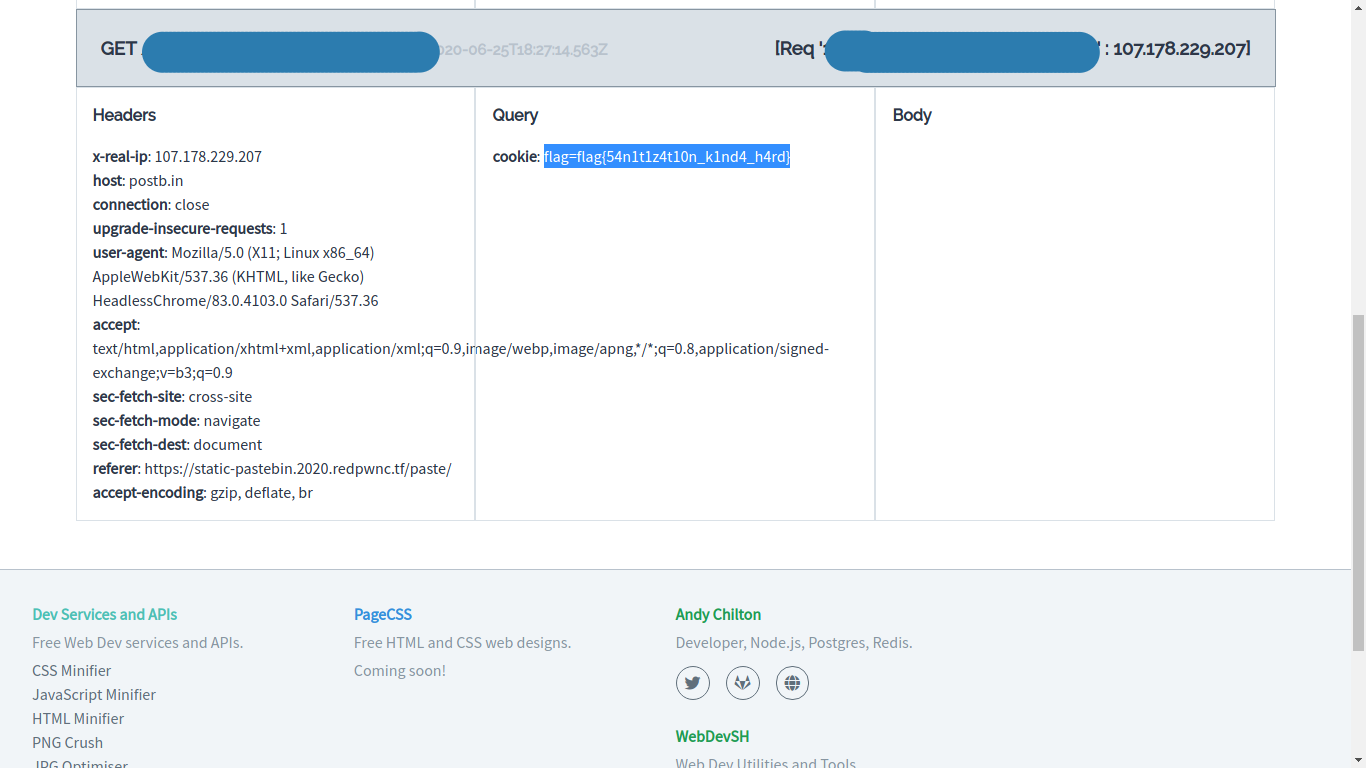 GET
020-06-25T18:27:14.563Z
[Req '
' : 107.178.229.207]
Headers
x-real-ip: 107.178.229.207
host: postb.in
connection: close
upgrade-insecure-requests: 1
user-agent: Mozilla/5.0 (X11; Linux x86_64)
AppleWebKit/537.36 (KHTML, like Gecko)
HeadlessChrome/83.0.4103.0 Safari/537.36
accept:
text/html,application/xhtml+xml,application/xml;q=0.9,image/webp,image/apng,*/*;q=0.8,application/signed-
exchange;v=b3;q=0.9
sec-fetch-site: cross-site
sec-fetch-mode: navigate
sec-fetch-dest: document
referer: https://static-pastebin.2020.redpwnc.tf/paste/
accept-encoding: gzip, deflate, br
Query
cookie: flag=flag{54n1t1z4t10n_k1nd4_h4rd}
Body
Dev Services and APIs
Free Web Dev services and APIs.
CSS Minifier
JavaScript Minifier
HTML Minifier
PNG Crush
JPG Optimiser
PageCSS
Free HTML and CSS web designs.
Coming soon!
Andy Chilton
Developer, Node.js, Postgres, Redis.
WebDevSH
Web Dev Utilities and Tools